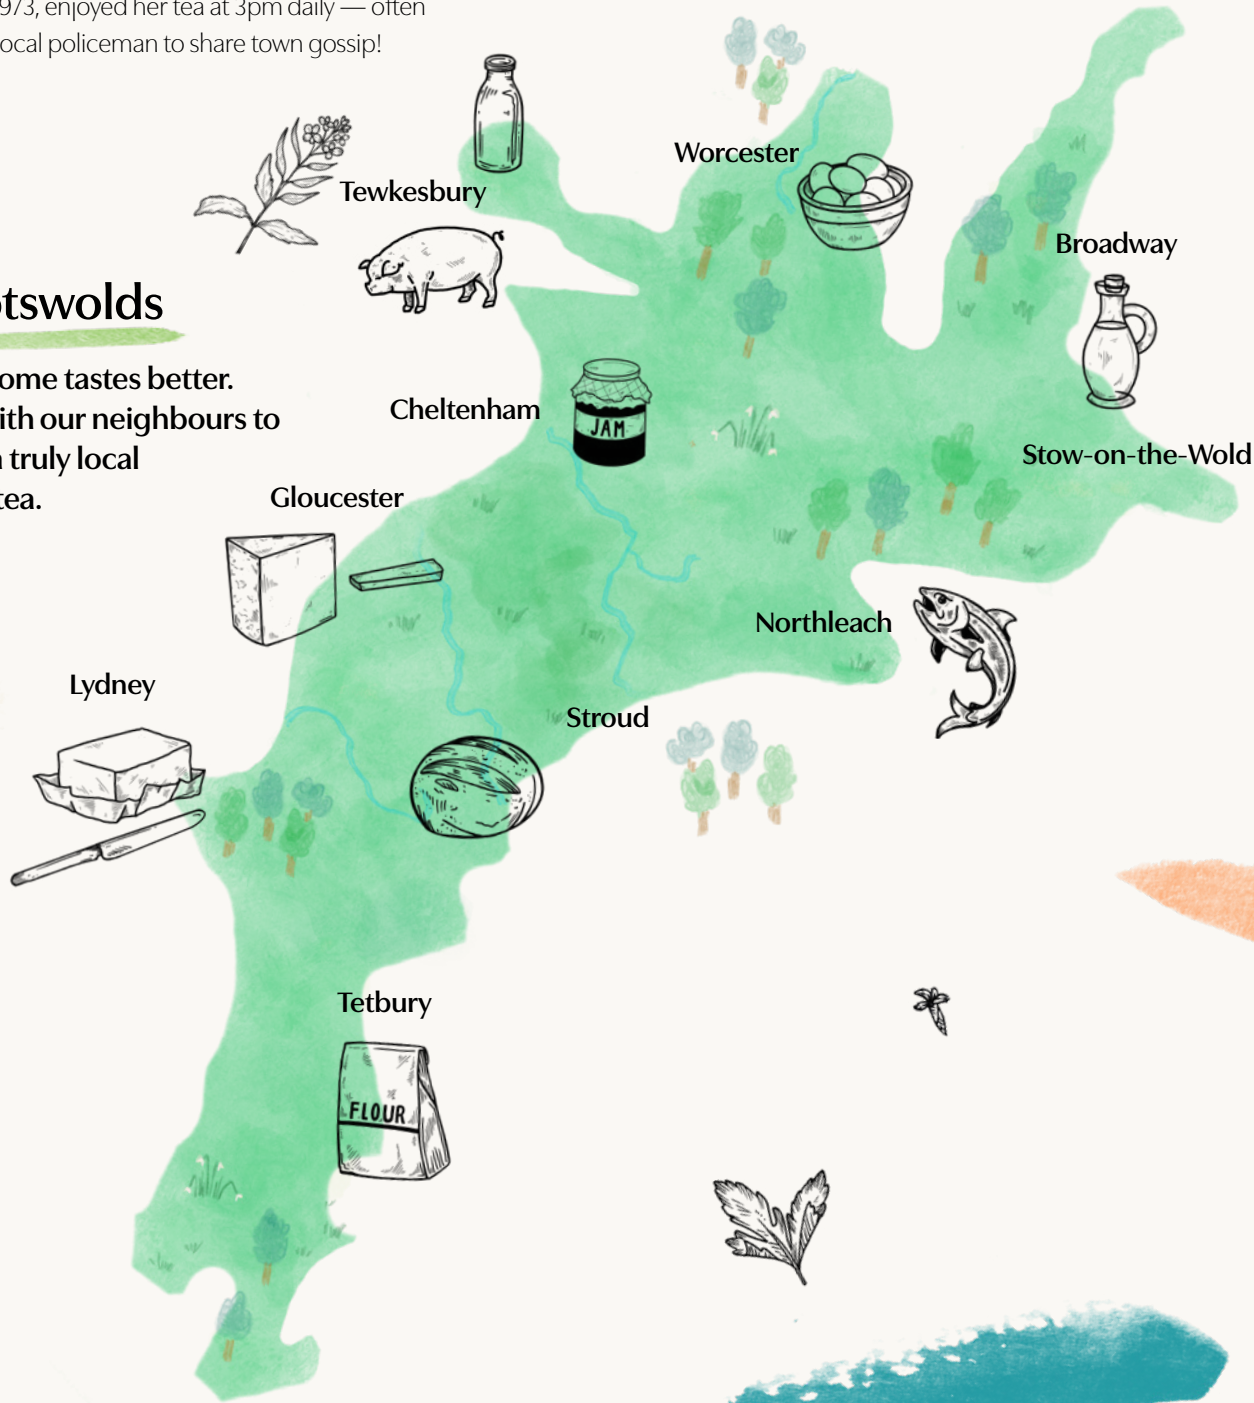 973, enjoyed her tea at 3pm daily — often
ocal policeman to share town gossip!
Worcester
Tewkesbury
Broadway
otswolds
ome tastes better.
ith our neighbours to
truly local
tea.
JAM
Cheltenham
Stow-on-the-Wold
Gloucester
Northleach
Lydney
Stroud
Tetbury
FLOUR